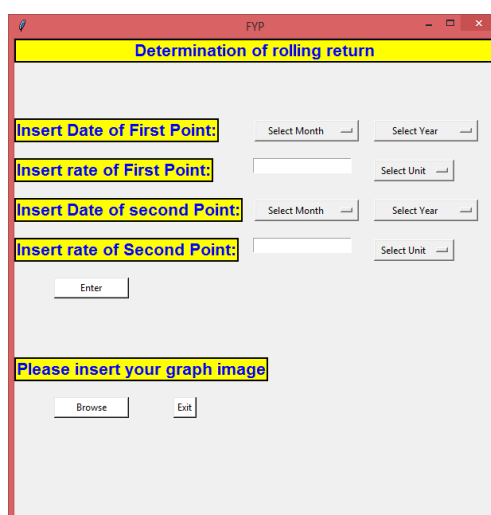 FYP
Determination of rolling return
Insert Date of First Point: Select Month Select Year
Insert rate of First Point: Select Unit
Insert Date of second Point: Select Month Select Year
Insert rate of Second Point: Select Unit
Enter
Please insert your graph image
Browse Exit